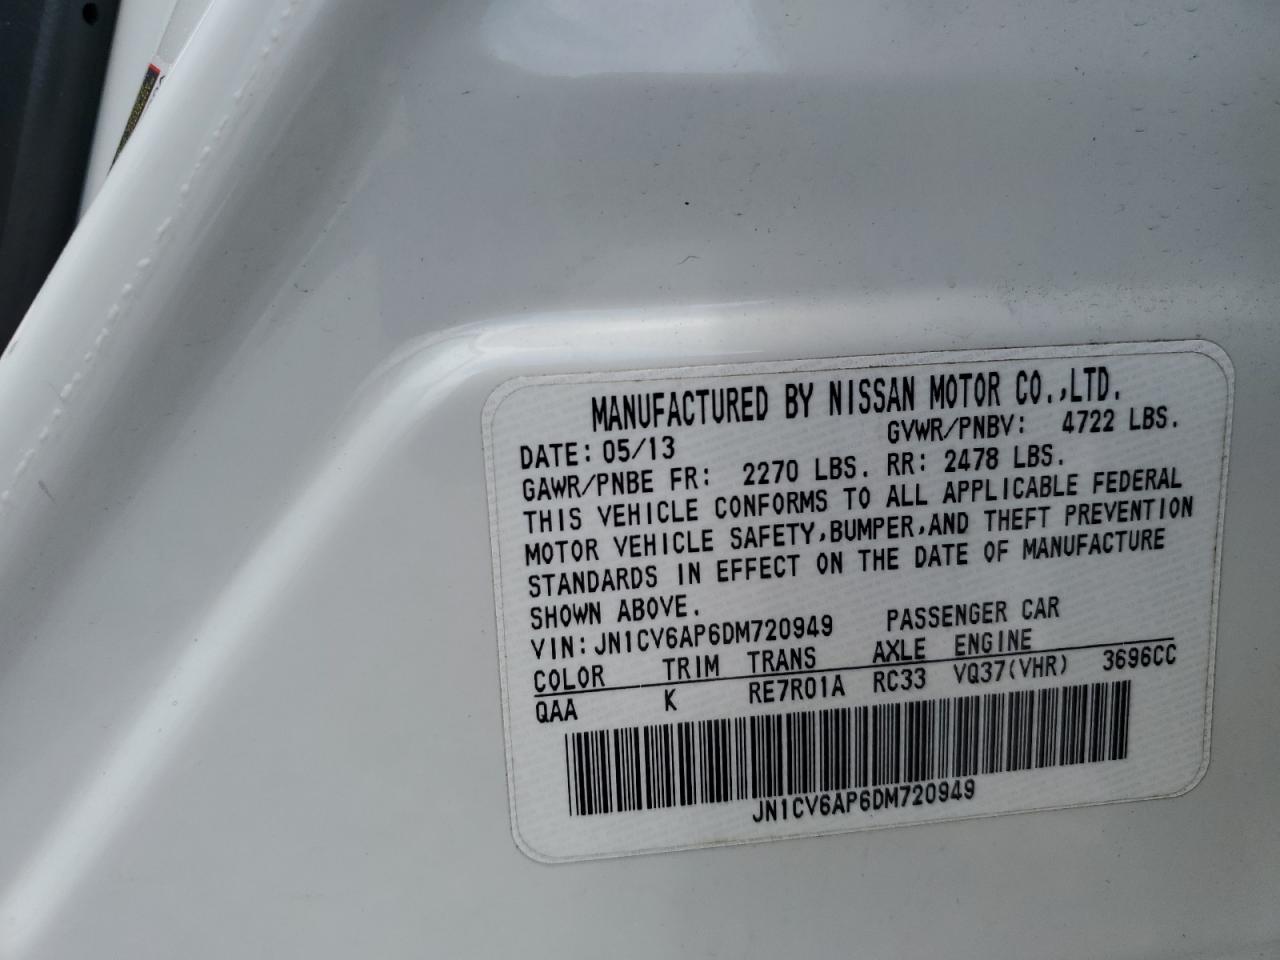 MANUFACTURED BY NISSAN MOTOR CO.,LTD.
DATE: 05/13 GVWR/PNBV: 4722 LBS.
GAWR/PNBE FR: 2270 LBS. RR: 2478 LBS.
THIS VEHICLE CONFORMS TO ALL APPLICABLE FEDERAL
MOTOR VEHICLE SAFETY,BUMPER,AND THEFT PREVENTION
STANDARDS IN EFFECT ON THE DATE OF MANUFACTURE
SHOWN ABOVE.
VIN: JN1CV6AP6DM720949 PASSENGER CAR
COLOR TRIM TRANS AXLE ENGINE
QAA K RE7R01A RC33 VQ37(VHR) 3696CC
JN1CV6AP6DM720949